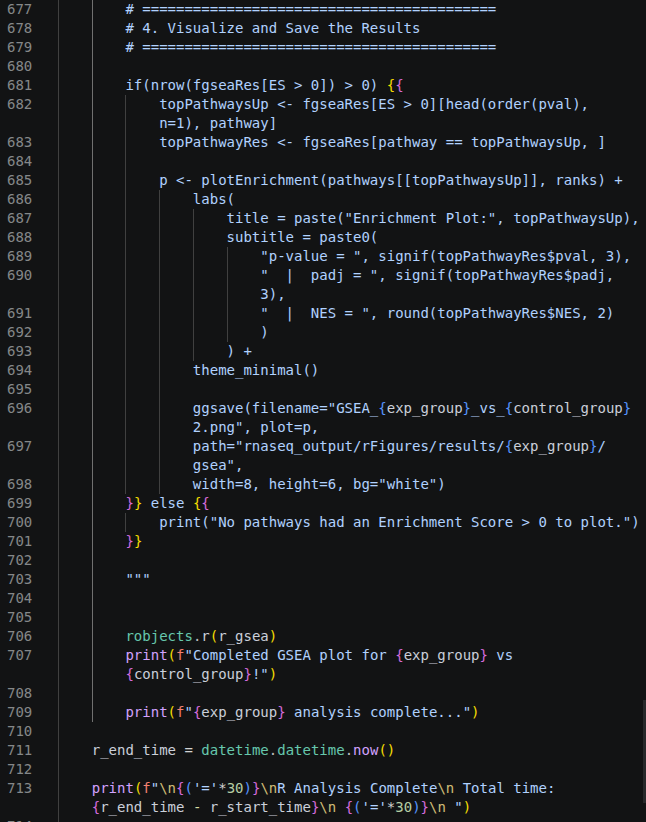 677 # ==========================================
678 # 4. Visualize and Save the Results
679 # ==========================================
680
681 if(nrow(fgseaRes[ES > 0]) > 0) {{
682 topPathwaysUp <- fgseaRes[ES > 0][head(order(pval),
n=1), pathway]
683 topPathwayRes <- fgseaRes[pathway == topPathwaysUp, ]
684
685 p <- plotEnrichment(pathways[[topPathwaysUp]], ranks) +
686 labs(
687 title = paste("Enrichment Plot:", topPathwaysUp),
688 subtitle = paste0(
689 "p-value = ", signif(topPathwayRes$pval, 3),
690 "  |  padj = ", signif(topPathwayRes$padj,
3),
691 "  |  NES = ", round(topPathwayRes$NES, 2)
692 )
693 ) +
694 theme_minimal()
695
696 ggsave(filename="GSEA_{exp_group}_vs_{control_group}
2.png", plot=p,
697 path="rnaseq_output/rFigures/results/{exp_group}/
gsea",
698 width=8, height=6, bg="white")
699 }} else {{
700 print("No pathways had an Enrichment Score > 0 to plot.")
701 }}
702
703 """
704
705
706 robjects.r(r_gsea)
707 print(f"Completed GSEA plot for {exp_group} vs
{control_group}!")
708
709 print(f"{exp_group} analysis complete...")
710
711 r_end_time = datetime.datetime.now()
712
713 print(f"\n{('='*30)}\nR Analysis Complete\n Total time:
{r_end_time - r_start_time}\n {('='*30)}\n ")